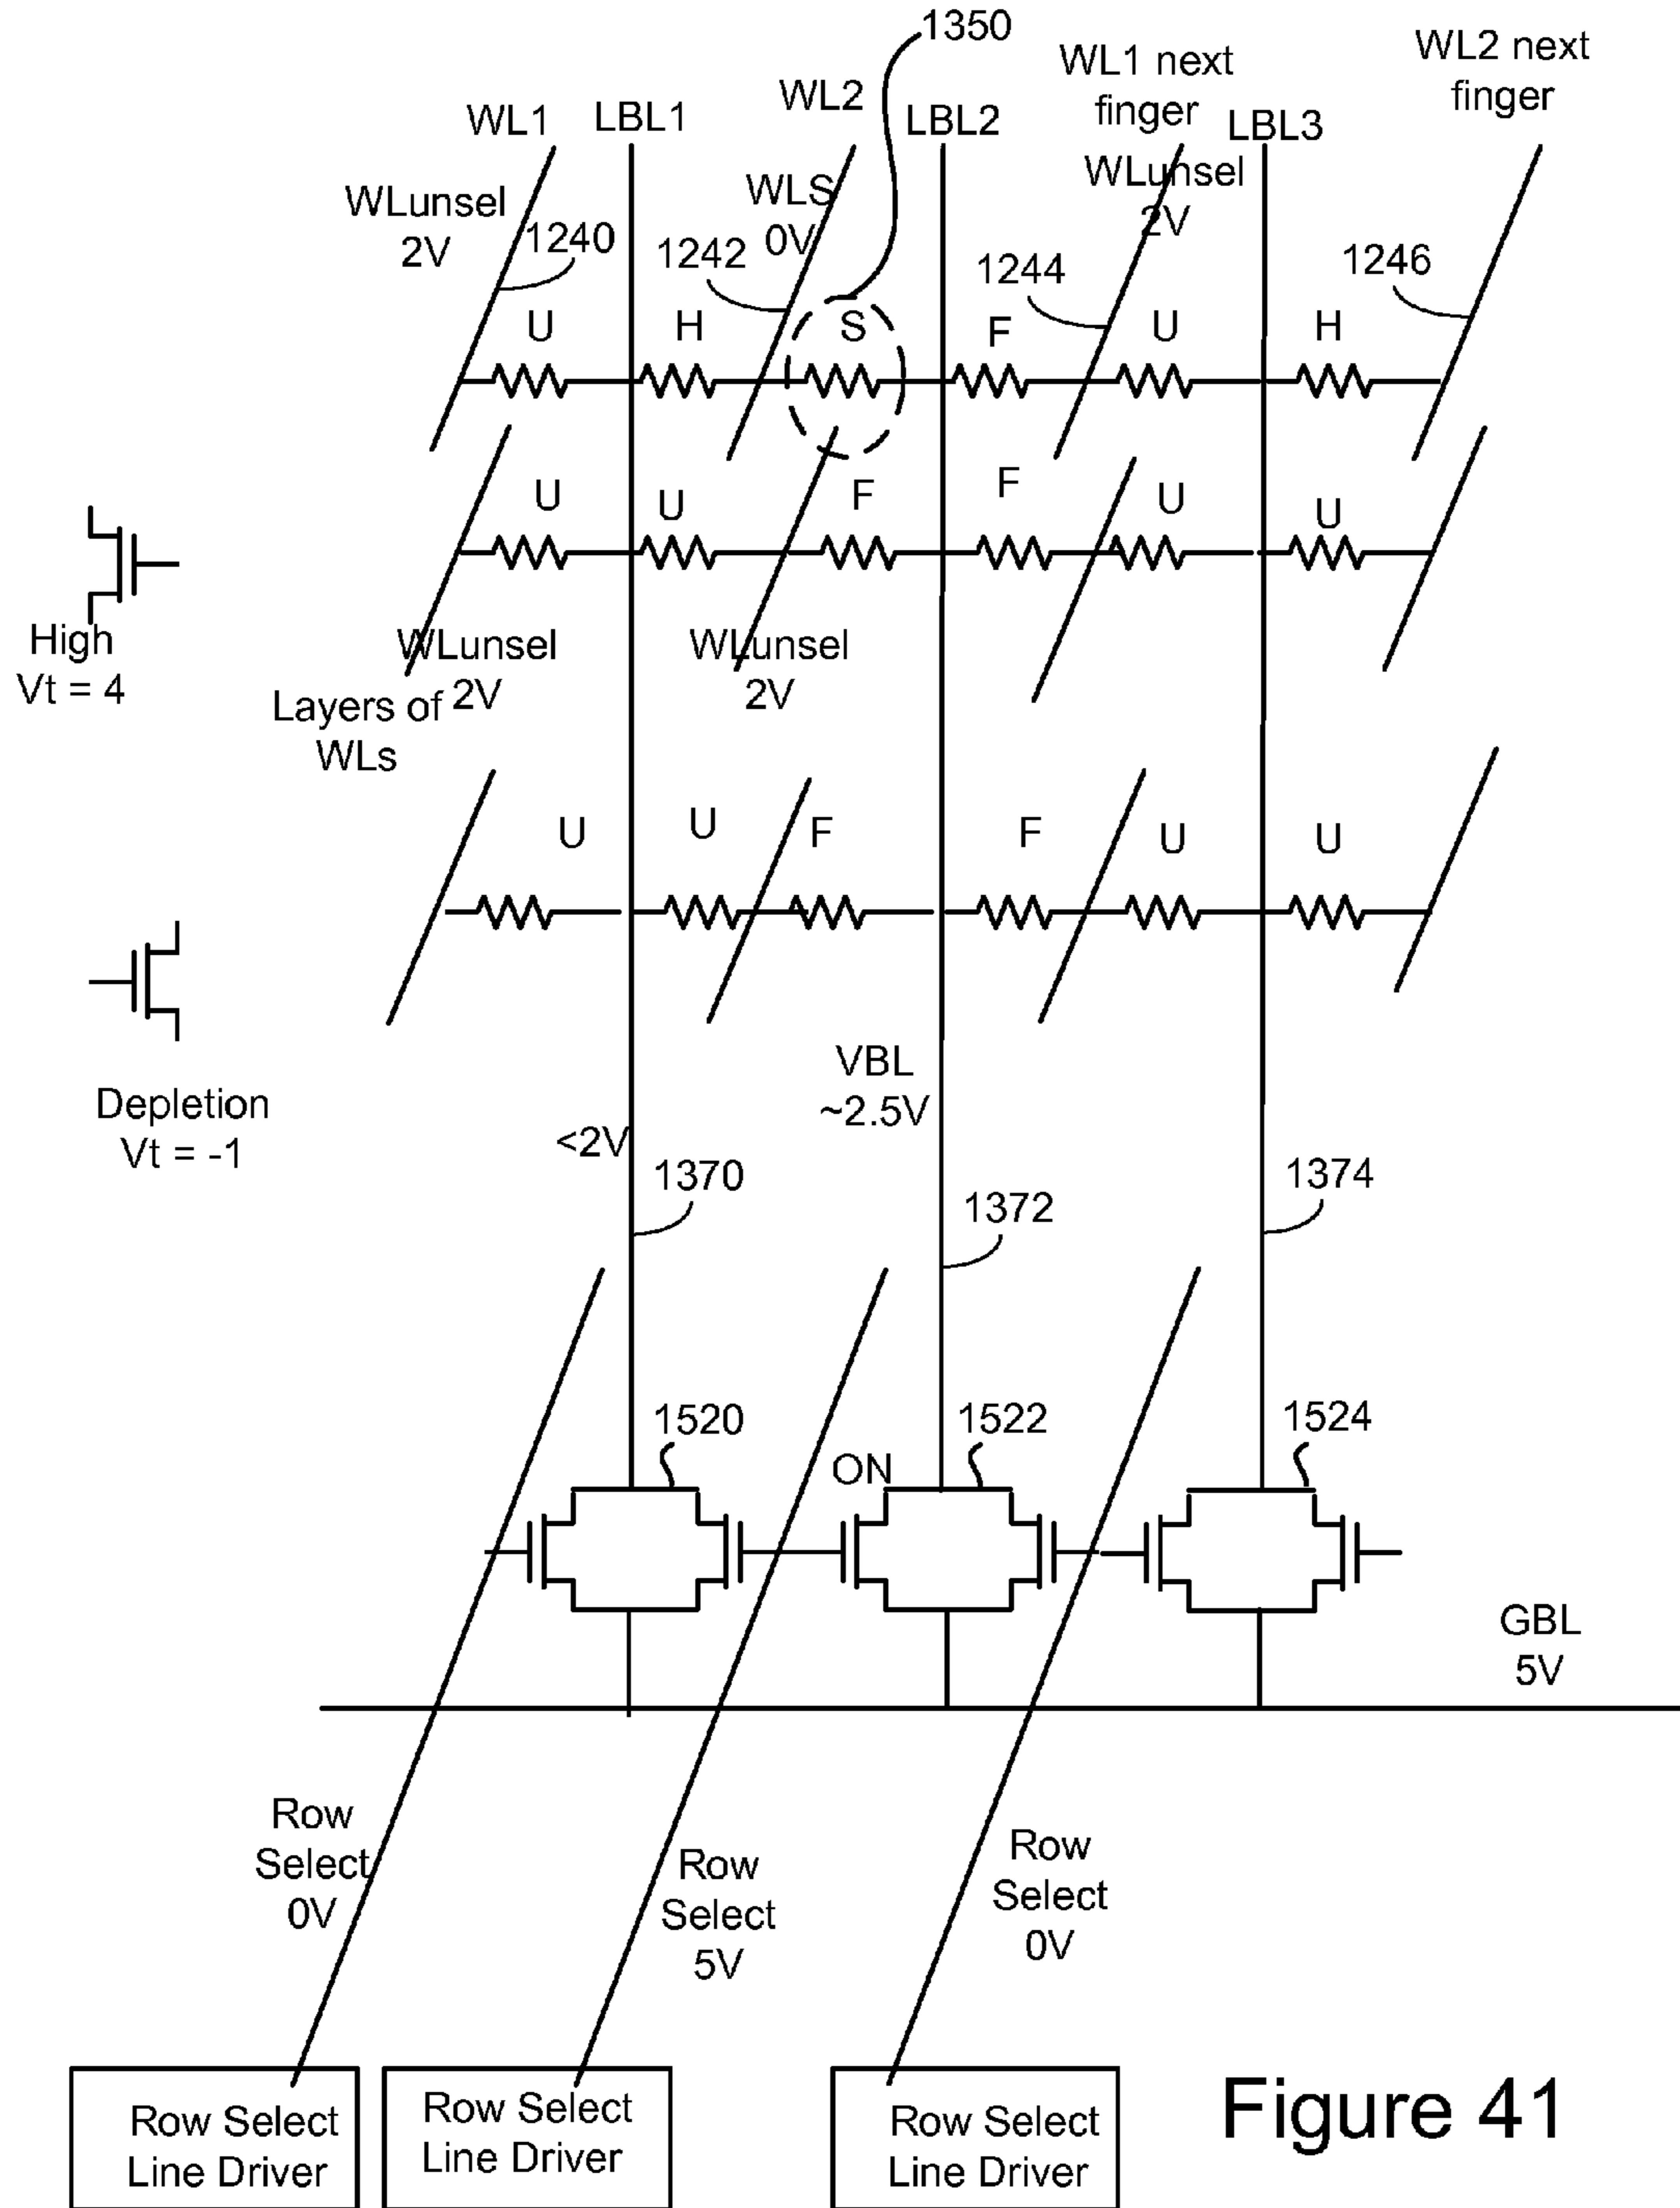 1350
WL1
LBL1
WL2
LBL2
WL1 next
finger
LBL3
WL2 next
finger
WLunsel
2V
1240
1242
WLS
0V
WLunsel
2V
1244
1246
U
H
S
F
U
H
U
U
F
F
U
U
High
Vt = 4
WLunsel
2V
WLunsel
2V
Layers of
WLs
U
U
F
F
U
U
Depletion
Vt = -1
<2V
VBL
~2.5V
1370
1372
1374
1520
ON
1522
1524
GBL
5V
Row
Select
0V
Row
Select
5V
Row
Select
0V
Row Select
Line Driver
Row Select
Line Driver
Row Select
Line Driver
Figure 41